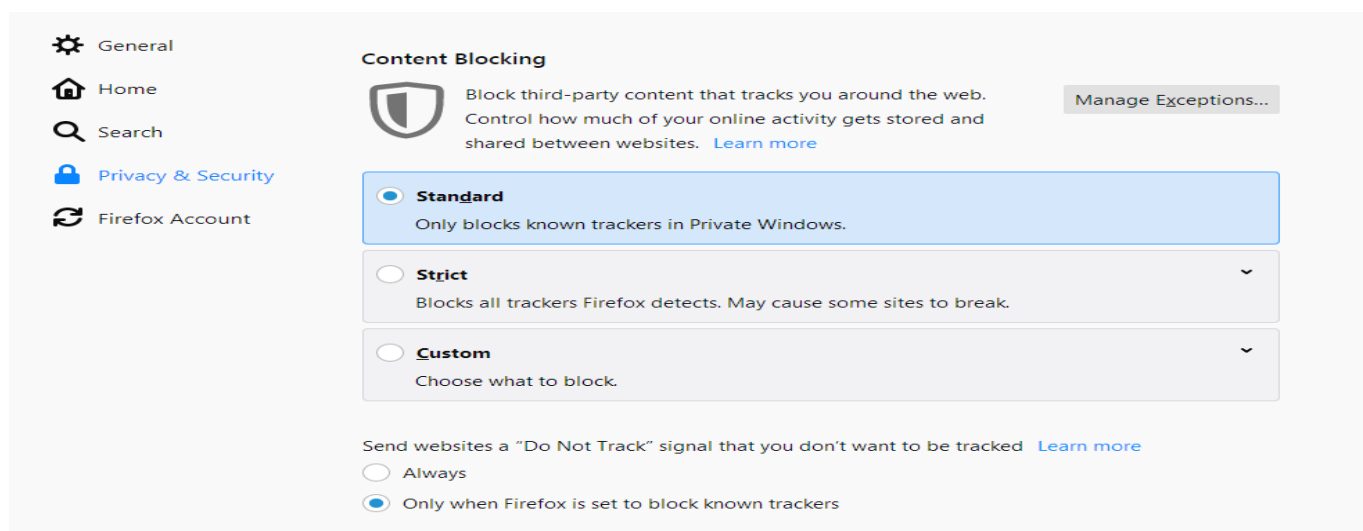 General
Home
Search
Privacy & Security
Firefox Account
Content Blocking
Block third-party content that tracks you around the web.
Control how much of your online activity gets stored and
shared between websites. Learn more
Manage Exceptions...
Standard
Only blocks known trackers in Private Windows.
Strict
Blocks all trackers Firefox detects. May cause some sites to break.
Custom
Choose what to block.
Send websites a “Do Not Track” signal that you don’t want to be tracked Learn more
Always
Only when Firefox is set to block known trackers